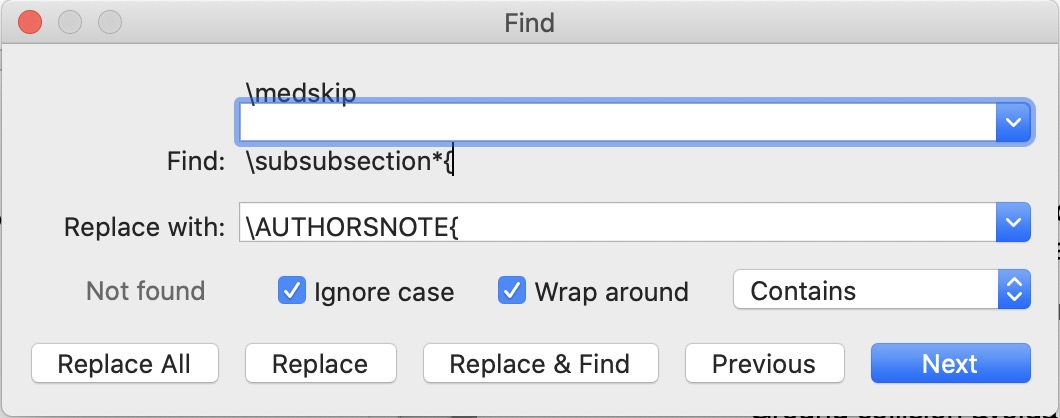 Find
\medskip
Find: \subsubsection*{
Replace with: \AUTHORSNOTE{
Not found Ignore case Wrap around Contains
Replace All Replace Replace & Find Previous Next